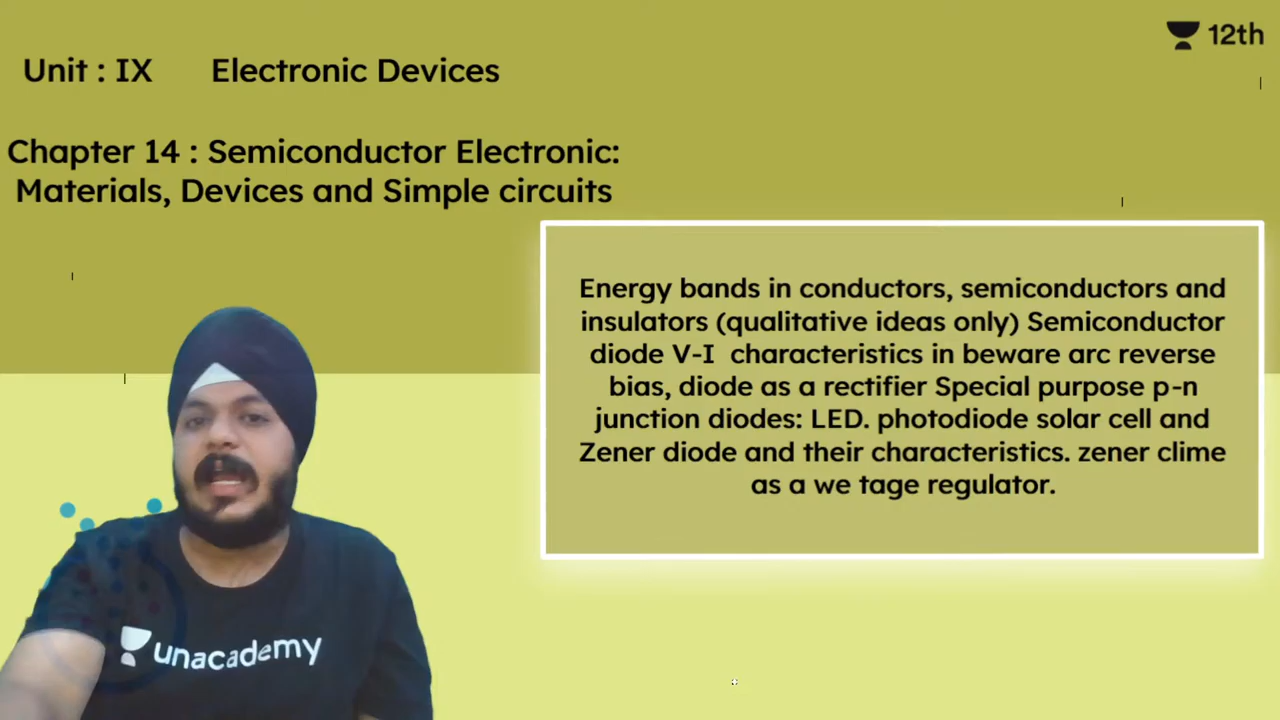 12th
Unit : IX Electronic Devices
Chapter 14 : Semiconductor Electronic:
Materials, Devices and Simple circuits
Energy bands in conductors, semiconductors and
insulators (qualitative ideas only) Semiconductor
diode V-I characteristics in beware arc reverse
bias, diode as a rectifier Special purpose p-n
junction diodes: LED. photodiode solar cell and
Zener diode and their characteristics. zener clime
as a we tage regulator.
unacademy